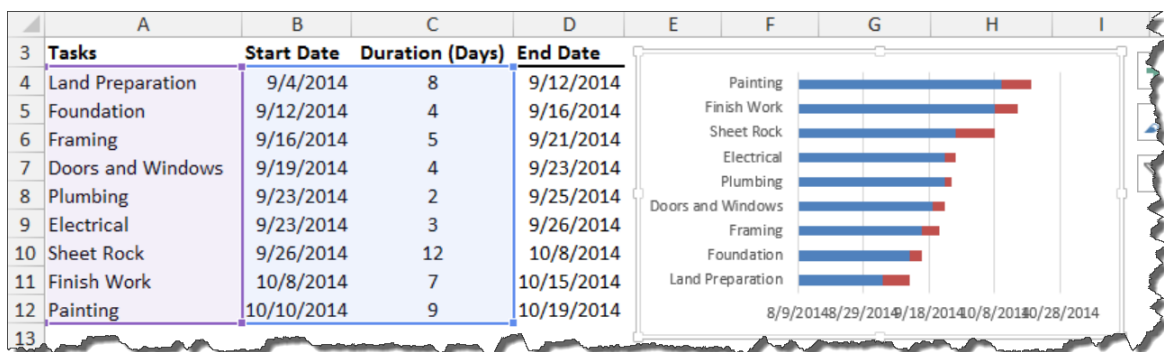 A B C D E F G H I
3 Tasks Start Date Duration (Days) End Date
4 Land Preparation 9/4/2014 8 9/12/2014
5 Foundation 9/12/2014 4 9/16/2014
6 Framing 9/16/2014 5 9/21/2014
7 Doors and Windows 9/19/2014 4 9/23/2014
8 Plumbing 9/23/2014 2 9/25/2014
9 Electrical 9/23/2014 3 9/26/2014
10 Sheet Rock 9/26/2014 12 10/8/2014
11 Finish Work 10/8/2014 7 10/15/2014
12 Painting 10/10/2014 9 10/19/2014
13
Painting
Finish Work
Sheet Rock
Electrical
Plumbing
Doors and Windows
Framing
Foundation
Land Preparation
8/9/2014 8/29/2014 9/18/2014 10/8/2014 10/28/2014